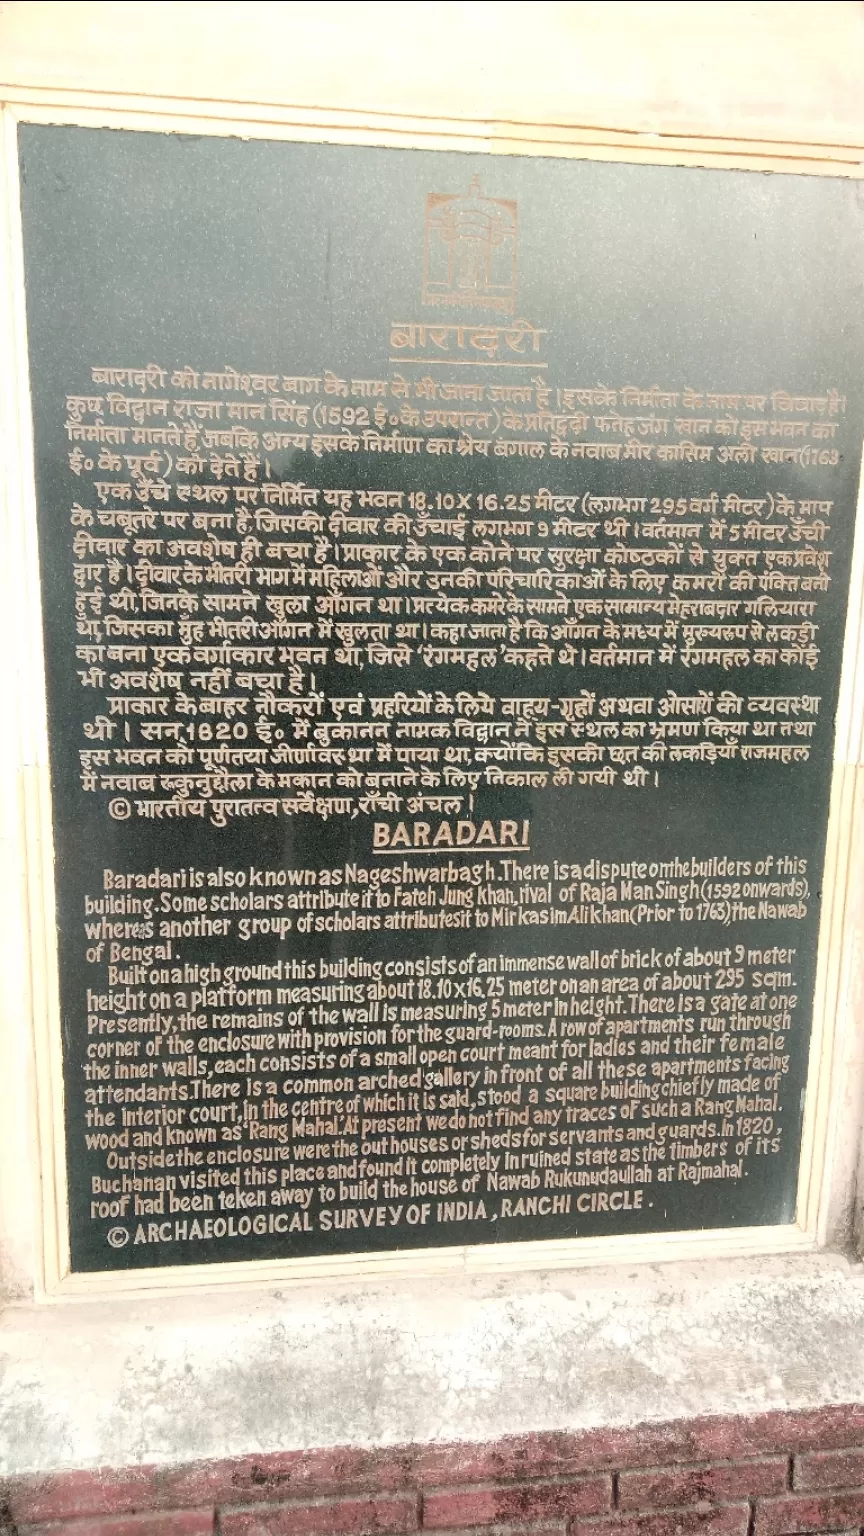 बारादरी
बारादरी को नागेश्वर बाग के नाम से भी जाना जाता है। इसके निर्माता के नाम पर विवाद है।
कुछ विद्वान राजा मान सिंह (1592 ई० के उपरान्त) के प्रतिद्वंदी फतेह जंग खान को इस भवन का
निर्माता मानते हैं, जबकि अन्य इसके निर्माण का श्रेय बंगाल के नवाब मीर कासिम अली खान (1763
ई० के पूर्व) को देते हैं।
एक उँचे स्थल पर निर्मित यह भवन 18.10 X 16.25 मीटर (लगभग 295 वर्ग मीटर) के माप
के चबूतरे पर बना है, जिसकी दीवार की उँचाई लगभग 9 मीटर थी। वर्तमान में 5 मीटर उँची
दीवार का अवशेष ही बचा है। प्राकार के एक कोने पर सुरक्षा कोष्ठकों से युक्त एक प्रवेश
द्वार है। दीवार के भीतरी भाग में महिलाओं और उनकी परिचारिकाओं के लिए कमरों की पंक्ति बनी
हुई थी, जिनके सामने खुला आँगन था। प्रत्येक कमरे के सामने एक सामान्य मेहराबदार गलियारा
था, जिसका मुँह भीतरी आँगन में खुलता था। कहा जाता है कि आँगन के मध्य में मुख्यरूप से लकड़ी
का बना एक वर्गाकार भवन था, जिसे 'रंगमहल' कहते थे। वर्तमान में रंगमहल का कोई
भी अवशेष नहीं बचा है।
प्राकार के बाहर नौकरों एवं प्रहरियों के लिये वाहय-गृहों अथवा ओसारों की व्यवस्था
थी। सन् 1820 ई० में बुकानन नामक विद्वान ने इस स्थल का भ्रमण किया था तथा
इस भवन को पूर्णतया जीर्णावस्था में पाया था, क्योंकि इसकी छत की लकड़ियाँ राजमहल
में नवाब रूकुनुद्दौला के मकान को बनाने के लिए निकाल ली गयी थी।
© भारतीय पुरातत्व सर्वेक्षण, राँची अंचल।
BARADARI
Baradari is also known as Nageshwarbagh. There is a dispute on the builders of this
building. Some scholars attribute it to Fateh Jung Khan, rival of Raja Man Singh (1592 onwards),
whereas another group of scholars attributesit to Mirkasim Ali khan (Prior to 1763) the Nawab
of Bengal.
Built on a high ground this building consists of an immense wall of brick of about 9 meter
height on a platform measuring about 18.10 x 16.25 meter on an area of about 295 sqm.
Presently, the remains of the wall is measuring 5 meter in height. There is a gate at one
corner of the enclosure with provision for the guard-rooms. A row of apartments run through
the inner walls, each consists of a small open court meant for ladies and their female
attendants. There is a common arched gallery in front of all these apartments facing
the interior court, in the centre of which it is said, stood a square building chiefly made of
wood and known as 'Rang Mahal'. At present we do not find any traces of such a Rang Mahal.
Outside the enclosure were the out houses or sheds for servants and guards. In 1820,
Buchanan visited this place and found it completely in ruined state as the timbers of its
roof had been teken away to build the house of Nawab Rukunudaullah at Rajmahal.
© ARCHAEOLOGICAL SURVEY OF INDIA, RANCHI CIRCLE.